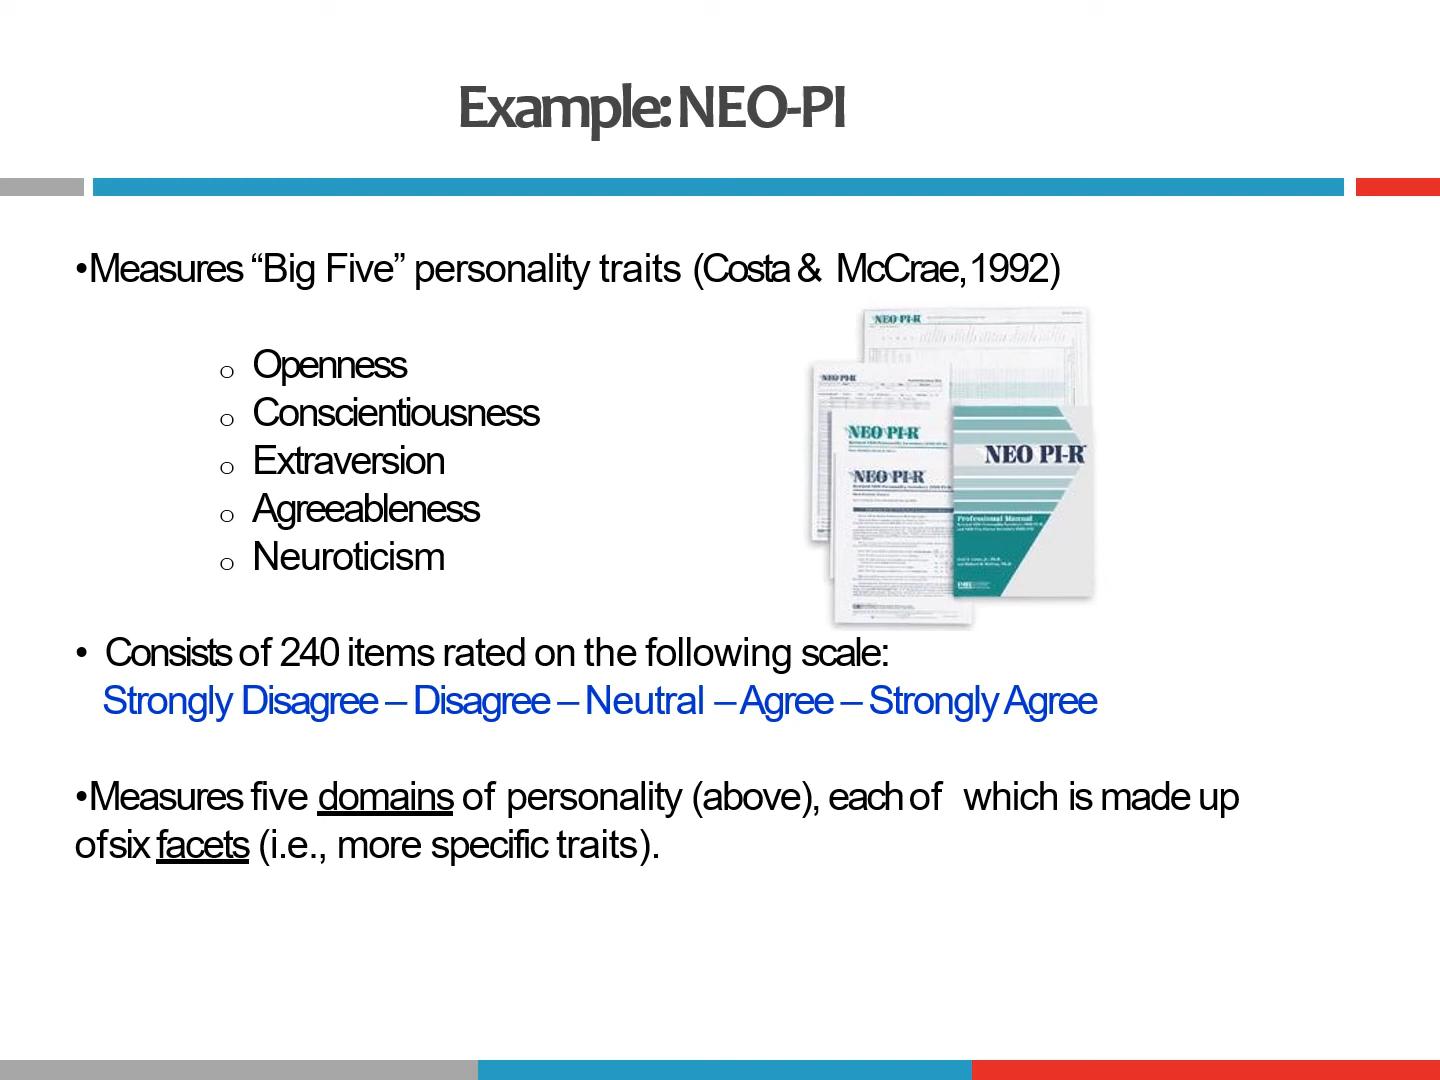 Example: NEO-PI
•Measures “Big Five” personality traits (Costa & McCrae, 1992)
o Openness
o Conscientiousness
o Extraversion
o Agreeableness
o Neuroticism
NEO PI-R
NEO PI-R
NEO PI-R
NEO PI-R
NEO PI-R
Professional Manual
• Consists of 240 items rated on the following scale:
Strongly Disagree – Disagree – Neutral – Agree – Strongly Agree
•Measures five domains of personality (above), each of which is made up
ofsix facets (i.e., more specific traits).